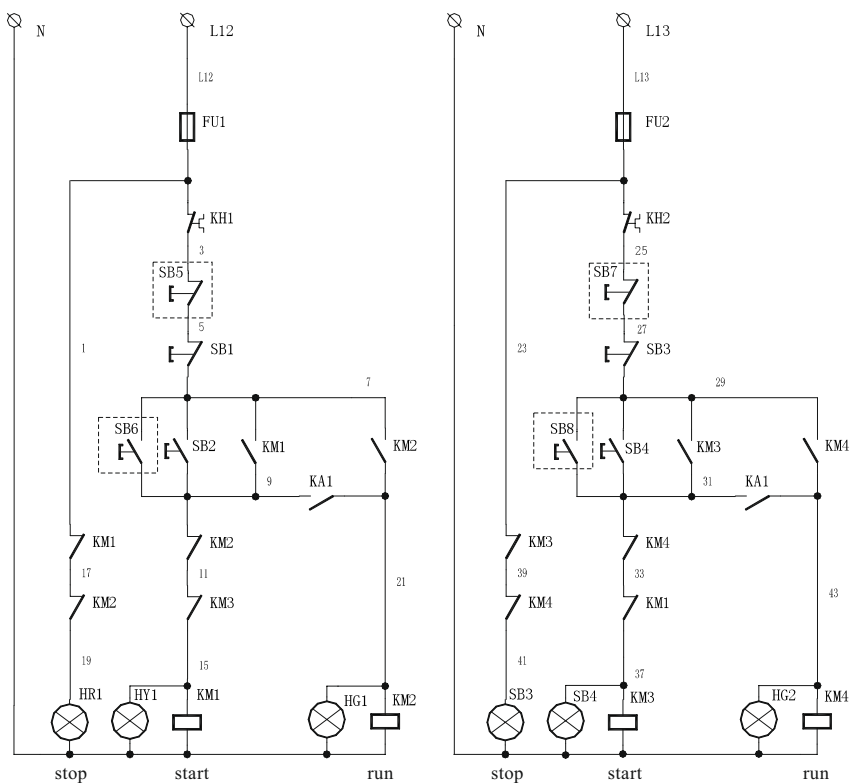 N
L12
L12
FU1
KH1
3
SB5
5
SB1
1
7
SB6
SB2
KM1
KM2
9
KA1
KM1
KM2
17
11
21
KM2
KM3
19
15
HR1
HY1
KM1
HG1
KM2
stop
start
run
N
L13
L13
FU2
KH2
25
SB7
27
SB3
23
29
SB8
SB4
KM3
KM4
31
KA1
KM3
KM4
39
33
43
KM4
KM1
41
37
SB3
SB4
KM3
HG2
KM4
stop
start
run